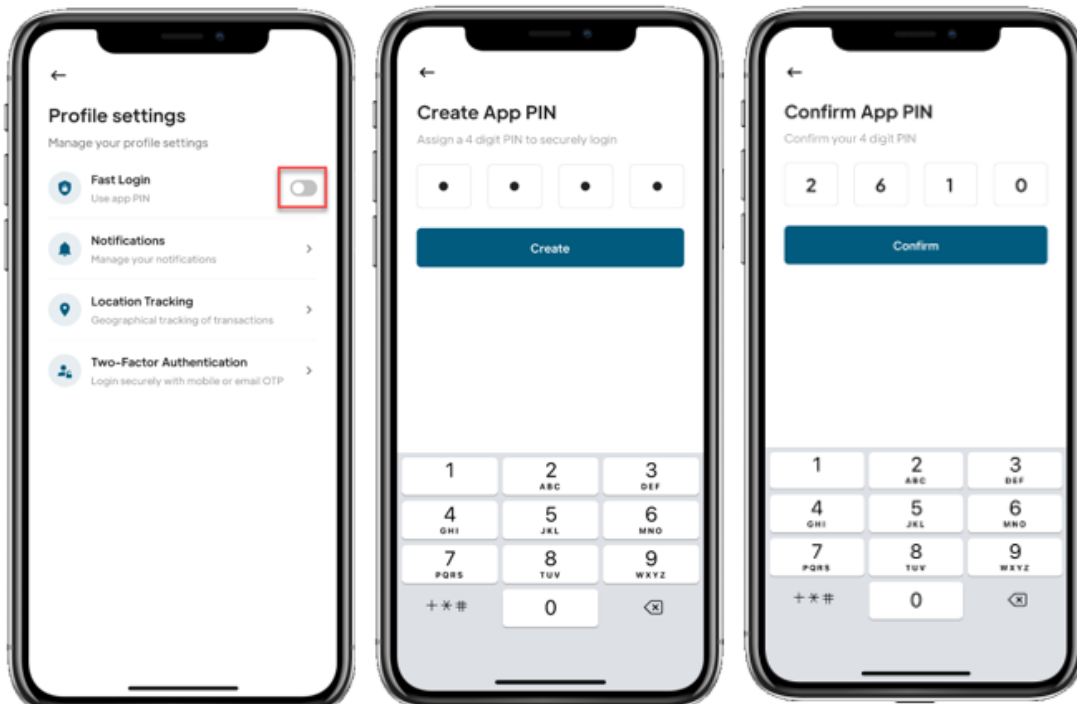 Profile settings
Manage your profile settings
Fast Login
Use app PIN
Notifications
Manage your notifications
Location Tracking
Geographical tracking of transactions
Two-Factor Authentication
Login securely with mobile or email OTP
Create App PIN
Assign a 4 digit PIN to securely login
Create
1 2 3
ABC DEF
4 5 6
GHI JKL MNO
7 8 9
PQRS TUV WXYZ
+*# 0
Confirm App PIN
Confirm your 4 digit PIN
2 6 1 0
Confirm
1 2 3
ABC DEF
4 5 6
GHI JKL MNO
7 8 9
PQRS TUV WXYZ
+*# 0